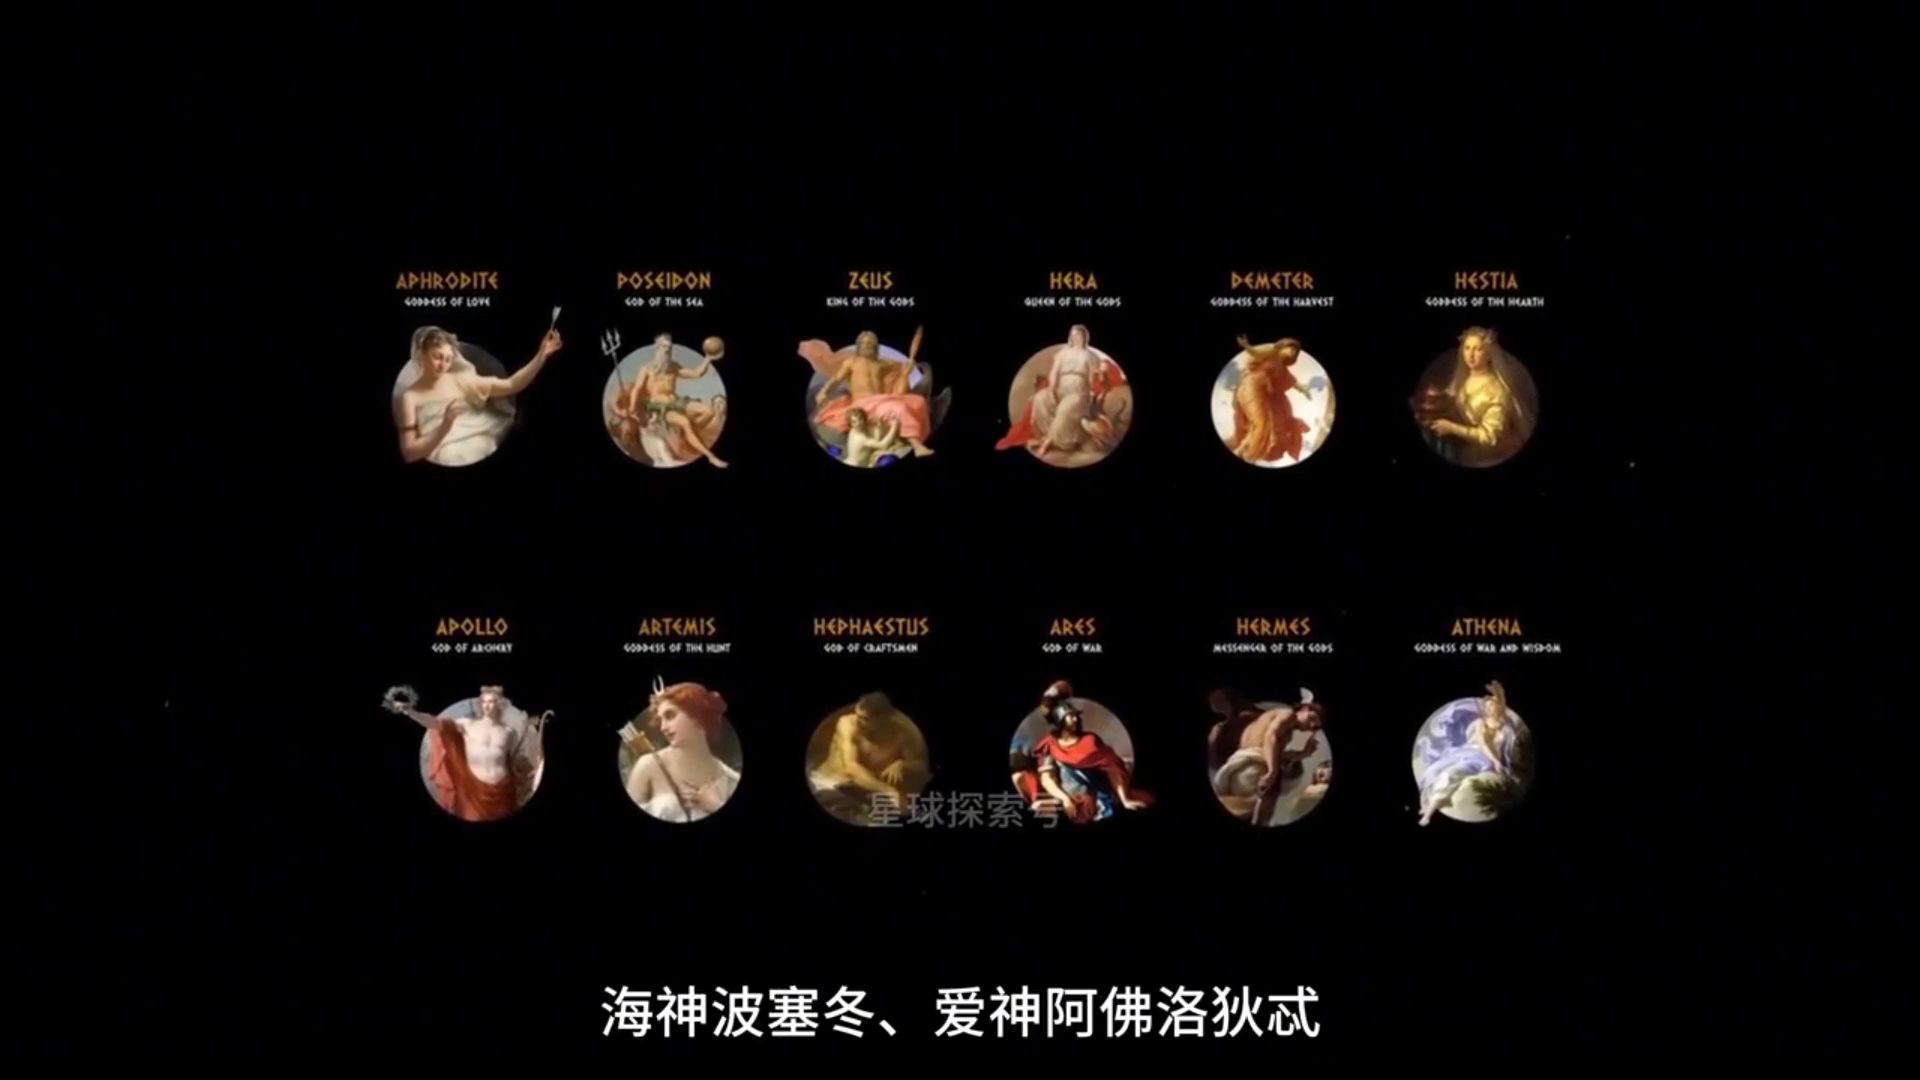 APHRODITE
GODDESS OF LOVE
POSEIDON
GOD OF THE SEA
ZEUS
KING OF THE GODS
HERA
QUEEN OF THE GODS
DEMETER
GODDESS OF THE HARVEST
HESTIA
GODDESS OF THE HEARTH
APOLLO
GOD OF ARCHERY
ARTEMIS
GODDESS OF THE HUNT
HEPHAESTUS
GOD OF CRAFTSMEN
ARES
GOD OF WAR
HERMES
MESSENGER OF THE GODS
ATHENA
GODDESS OF WAR AND WISDOM
星球探索号
海神波塞冬、爱神阿佛洛狄忒